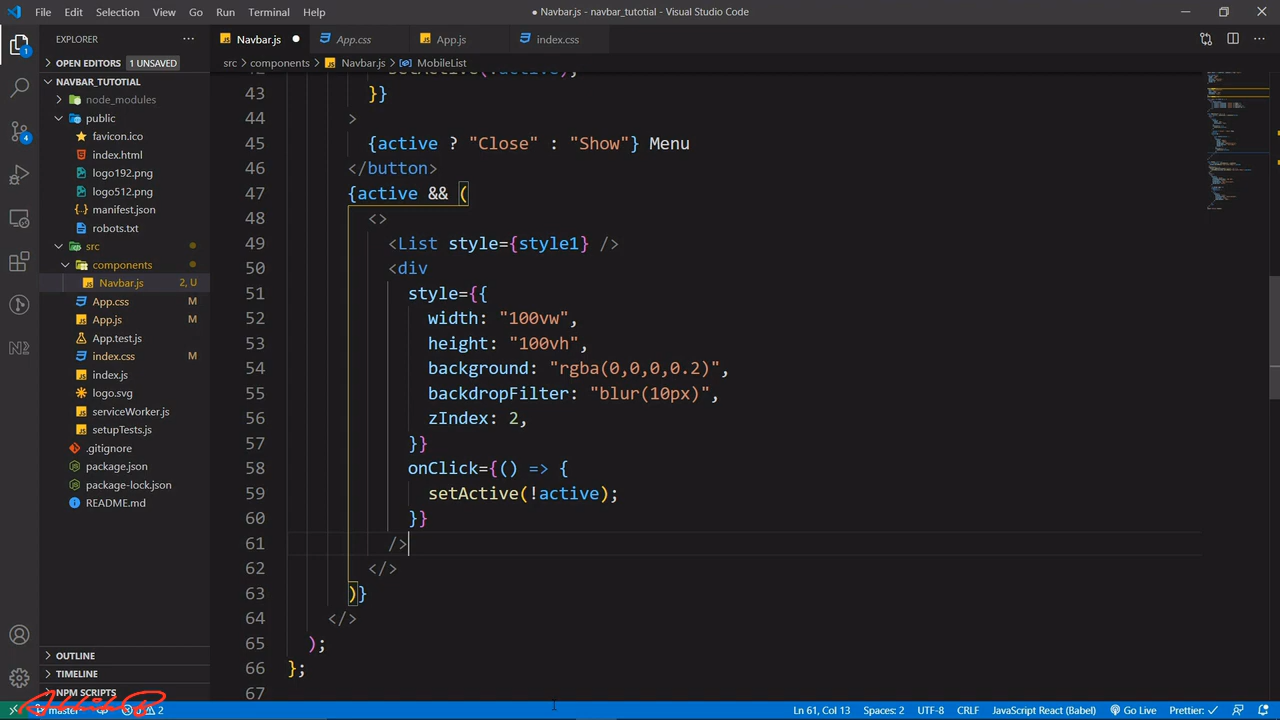 File Edit Selection View Go Run Terminal Help
● Navbar.js - navbar_tutorial - Visual Studio Code
EXPLORER
Navbar.js ●
App.css
App.js
index.css
OPEN EDITORS 1 UNSAVED
src > components > Navbar.js > MobileList
NAVBAR_TUTORIAL
node_modules
public
favicon.ico
index.html
logo192.png
logo512.png
manifest.json
robots.txt
src
components
Navbar.js 2, U
App.css M
App.js M
App.test.js
index.css M
index.js
logo.svg
serviceWorker.js
setupTests.js
.gitignore
package.json
package-lock.json
README.md
OUTLINE
TIMELINE
NPM SCRIPTS
43 }}
44 >
45 {active ? "Close" : "Show"} Menu
46 </button>
47 {active && (
48 <>
49 <List style={style1} />
50 <div
51 style={{
52 width: "100vw",
53 height: "100vh",
54 background: "rgba(0,0,0,0.2)",
55 backdropFilter: "blur(10px)",
56 zIndex: 2,
57 }}
58 onClick={() => {
59 setActive(!active);
60 }}
61 />
62 </>
63 )}
64 </>
65 );
66 };
67
master*
2
Ln 61, Col 13 Spaces: 2 UTF-8 CRLF JavaScript React (Babel) Go Live Prettier: ✓